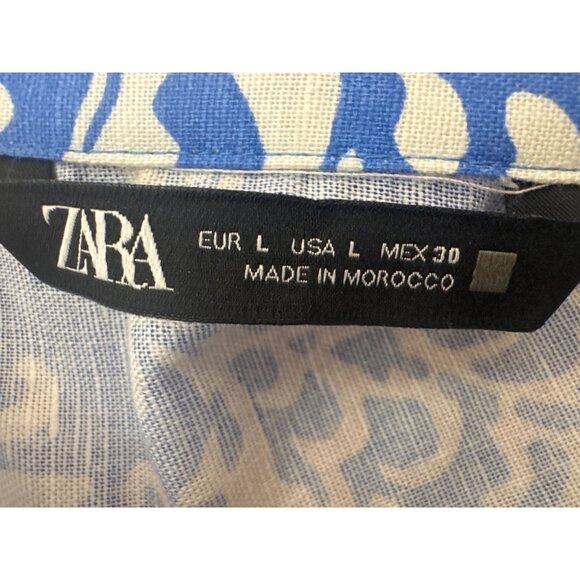 ZARA
EUR L USA L MEX 30
MADE IN MOROCCO